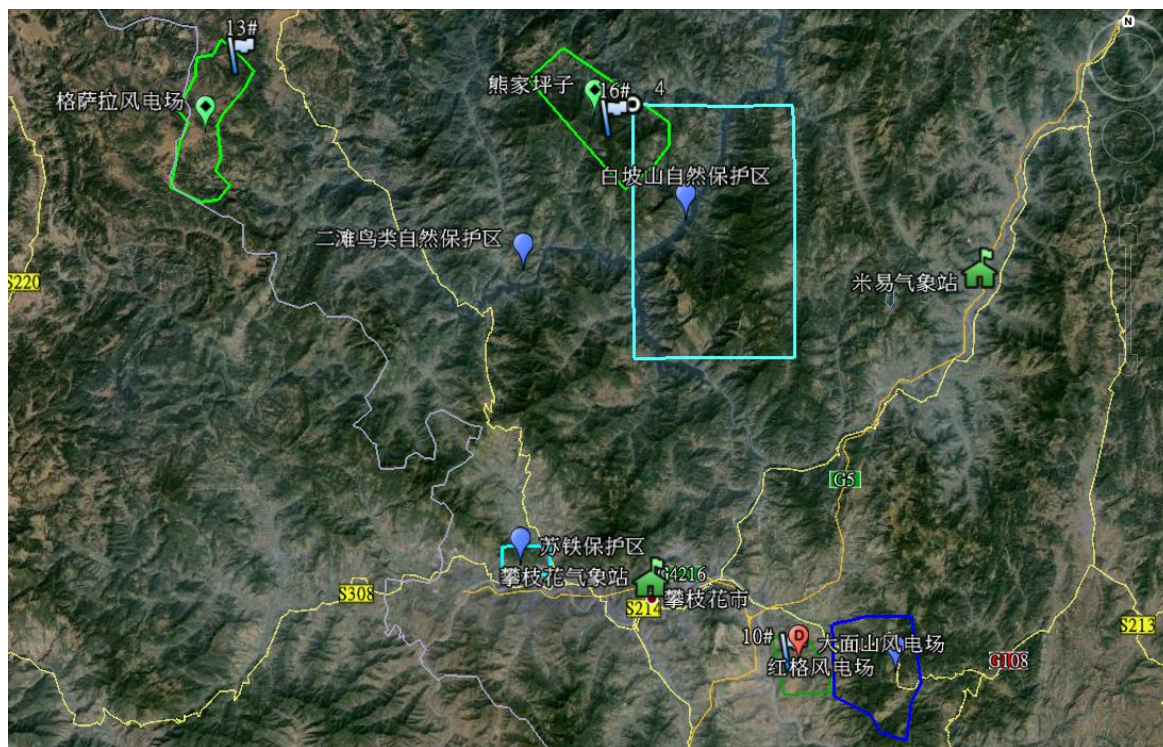 13#
N
熊家坪子
16#
4
格萨拉风电场
白坡山自然保护区
二滩鸟类自然保护区
S220
米易气象站
G5
苏铁保护区
攀枝花气象站
G4216
S308
攀枝花市
S214
10#
大面山风电场
S213
D
红格风电场
G108